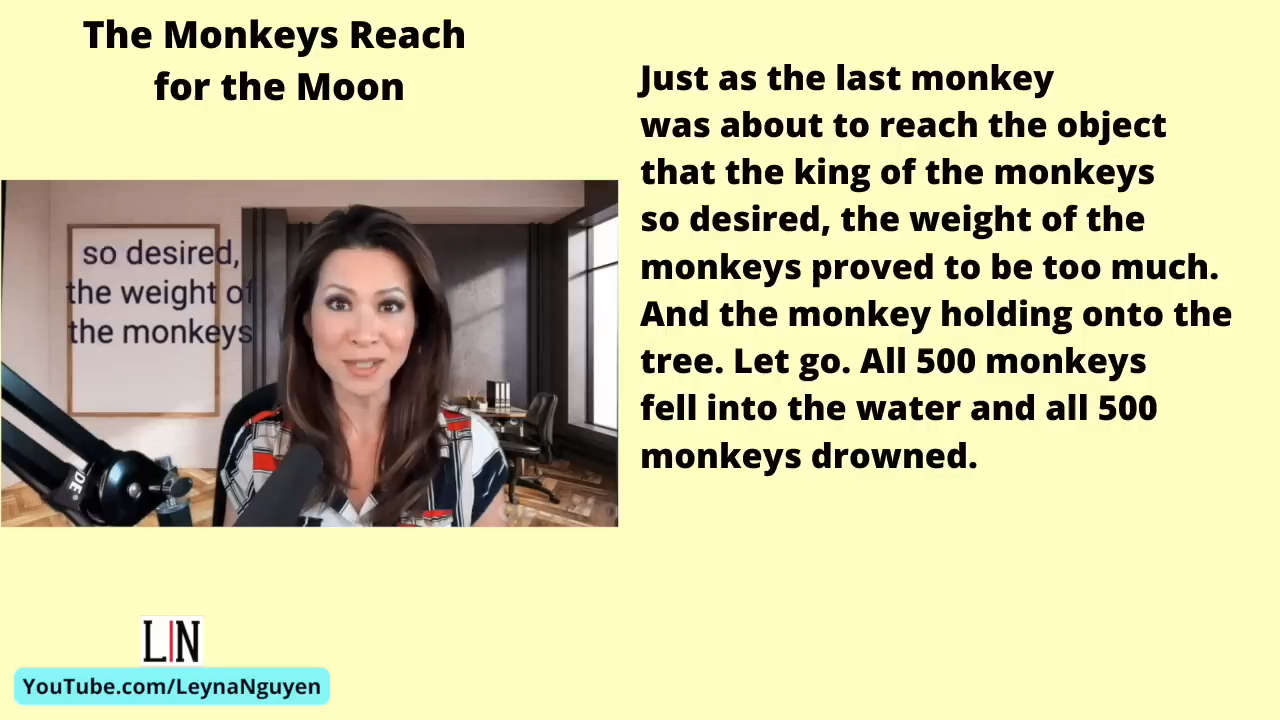 The Monkeys Reach
for the Moon
Just as the last monkey
was about to reach the object
that the king of the monkeys
so desired, the weight of the
monkeys proved to be too much.
And the monkey holding onto the
tree. Let go. All 500 monkeys
fell into the water and all 500
monkeys drowned.
so desired,
the weight of
the monkeys
LIN
YouTube.com/LeynaNguyen